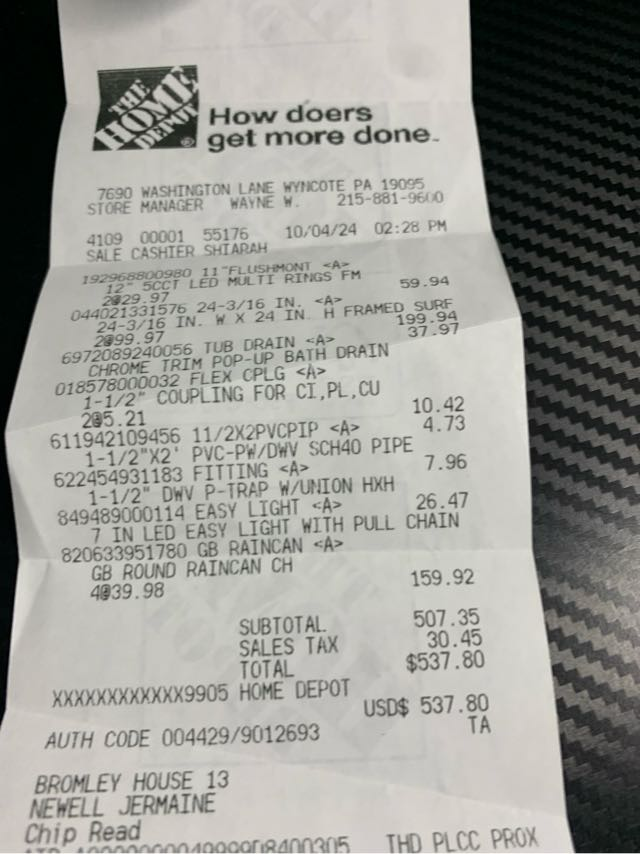 THE
HOME
DEPOT
®
How doers
get more done.
7690 WASHINGTON LANE WYNCOTE PA 19095
STORE MANAGER WAYNE W. 215-881-9600
4109 00001 55176 10/04/24 02:28 PM
SALE CASHIER SHIARAH
192968800980 11"FLUSHMONT <A>
12" 5CCT LED MULTI RINGS FM
2@29.97 59.94
044021331576 24-3/16 IN. <A>
24-3/16 IN. W X 24 IN. H FRAMED SURF
2@99.97 199.94
6972089240056 TUB DRAIN <A> 37.97
CHROME TRIM POP-UP BATH DRAIN
018578000032 FLEX CPLG <A>
1-1/2" COUPLING FOR CI,PL,CU
2@5.21 10.42
611942109456 11/2X2PVCPIP <A> 4.73
1-1/2"X2' PVC-PW/DWV SCH40 PIPE
622454931183 FITTING <A> 7.96
1-1/2" DWV P-TRAP W/UNION HXH
849489000114 EASY LIGHT <A> 26.47
7 IN LED EASY LIGHT WITH PULL CHAIN
820633951780 GB RAINCAN <A>
GB ROUND RAINCAN CH
4@39.98 159.92
SUBTOTAL 507.35
SALES TAX 30.45
TOTAL $537.80
XXXXXXXXXXXX9905 HOME DEPOT
USD$ 537.80
AUTH CODE 004429/9012693 TA
BROMLEY HOUSE 13
NEWELL JERMAINE
Chip Read
THD PLCC PROX